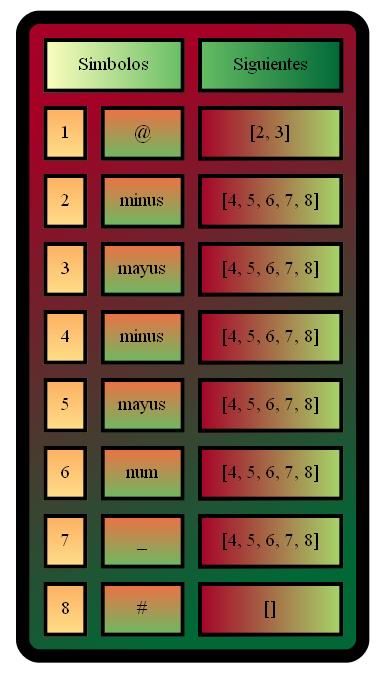 Simbolos Siguientes
1 @ [2, 3]
2 minus [4, 5, 6, 7, 8]
3 mayus [4, 5, 6, 7, 8]
4 minus [4, 5, 6, 7, 8]
5 mayus [4, 5, 6, 7, 8]
6 num [4, 5, 6, 7, 8]
7 _ [4, 5, 6, 7, 8]
8 # []